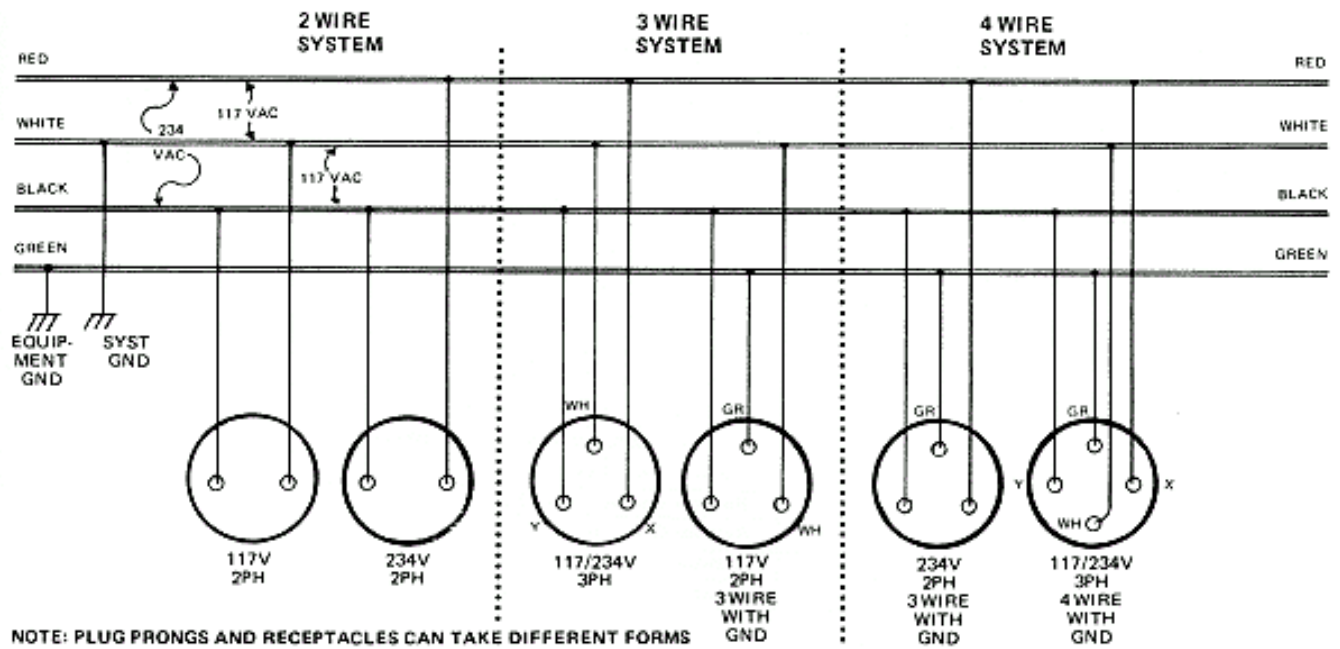 2 WIRE
SYSTEM
3 WIRE
SYSTEM
4 WIRE
SYSTEM
RED
RED
117 VAC
WHITE
234
VAC
WHITE
117 VAC
BLACK
BLACK
GREEN
GREEN
EQUIP-
MENT
GND
SYST
GND
WH
GR
GR
GR
Y
X
WH
Y
X
WH
117V
2PH
234V
2PH
117/234V
3PH
117V
2PH
3 WIRE
WITH
GND
234V
2PH
3 WIRE
WITH
GND
117/234V
3PH
4 WIRE
WITH
GND
NOTE: PLUG PRONGS AND RECEPTACLES CAN TAKE DIFFERENT FORMS